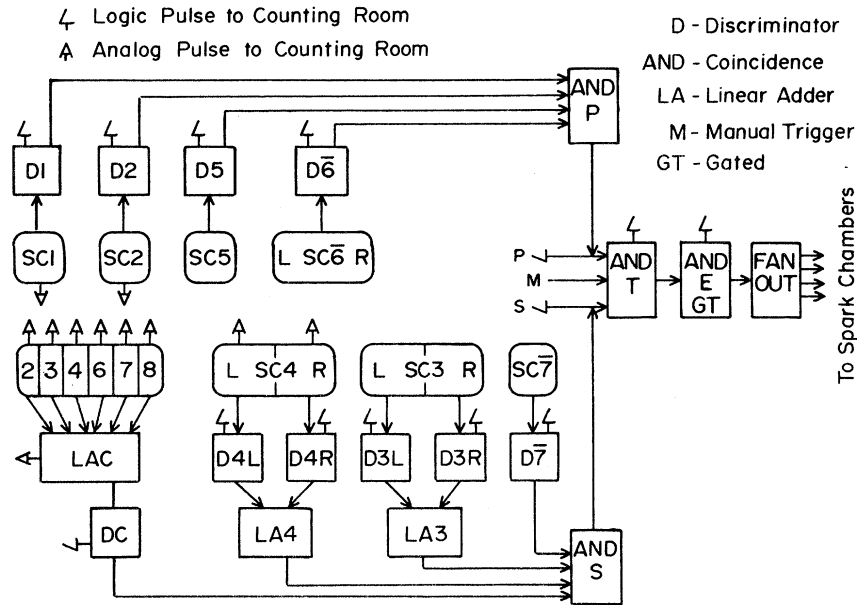 Logic Pulse to Counting Room
Analog Pulse to Counting Room
D - Discriminator
AND - Coincidence
LA - Linear Adder
M - Manual Trigger
GT - Gated
AND
P
D1
D2
D5
D6̅
SC1
SC2
SC5
L SC6̅ R
P
M
S
AND
T
AND
E
GT
FAN
OUT
To Spark Chambers
2 3 4 6 7 8
L SC4 R
L SC3 R
SC7̅
LAC
D4L
D4R
D3L
D3R
D7̅
DC
LA4
LA3
AND
S